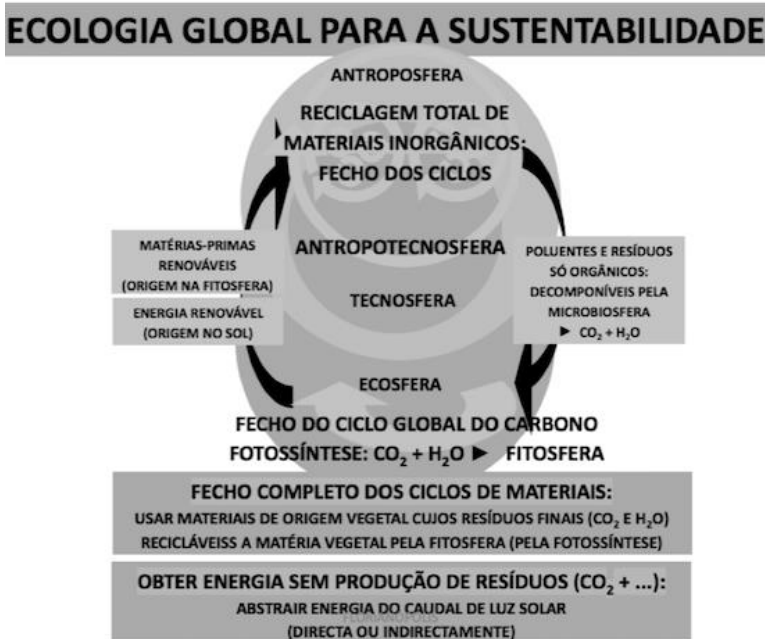 ECOLOGIA GLOBAL PARA A SUSTENTABILIDADE
ANTROPOSFERA
RECICLAGEM TOTAL DE
MATERIAIS INORGÂNICOS:
FECHO DOS CICLOS
MATÉRIAS-PRIMAS
RENOVÁVEIS
(ORIGEM NA FITOSFERA)
ENERGIA RENOVÁVEL
(ORIGEM NO SOL)
ANTROPOTECNOSFERA
TECNOSFERA
POLUENTES E RESÍDUOS
SÓ ORGÂNICOS:
DECOMPONÍVEIS PELA
MICROBIOSFERA
► CO₂ + H₂O
ECOSFERA
FECHO DO CICLO GLOBAL DO CARBONO
FOTOSSÍNTESE: CO₂ + H₂O ► FITOSFERA
FECHO COMPLETO DOS CICLOS DE MATERIAIS:
USAR MATERIAIS DE ORIGEM VEGETAL CUJOS RESÍDUOS FINAIS (CO₂ E H₂O)
RECICLÁVEISS A MATÉRIA VEGETAL PELA FITOSFERA (PELA FOTOSSÍNTESE)
OBTER ENERGIA SEM PRODUÇÃO DE RESÍDUOS (CO₂ + ...):
ABSTRAIR ENERGIA DO CAUDAL DE LUZ SOLAR
FLORIANÓPOLIS
(DIRECTA OU INDIRECTAMENTE)